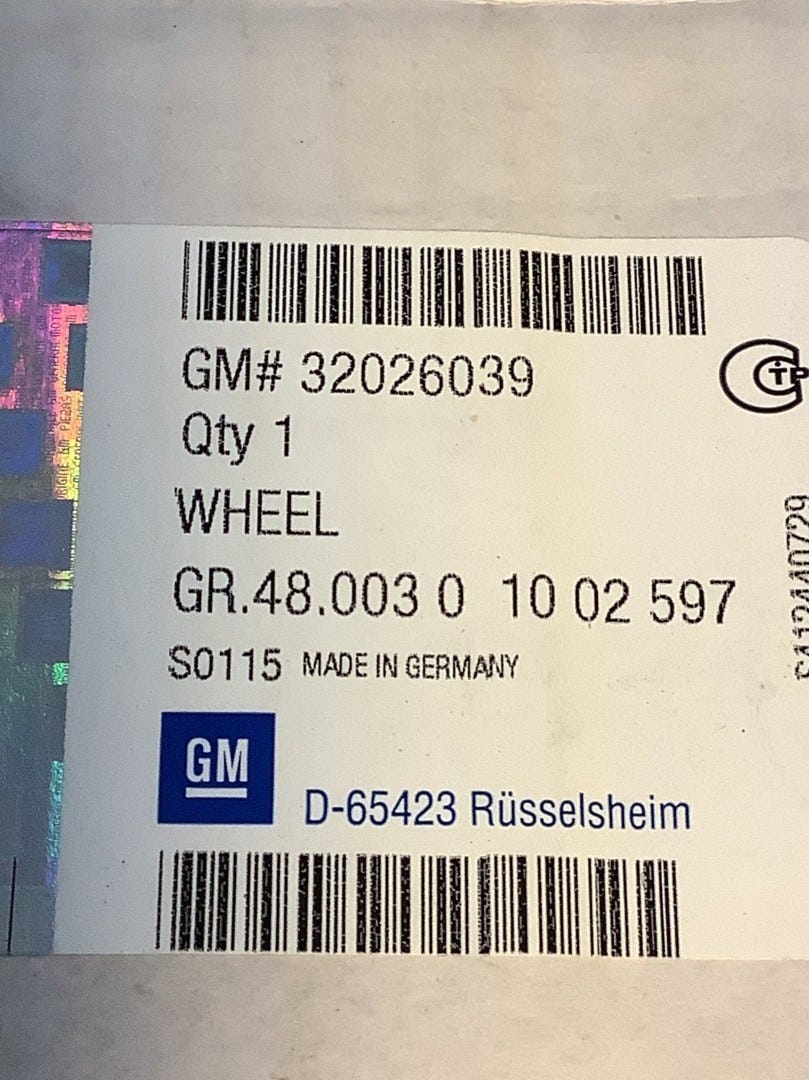 GM# 32026039
Qty 1
WHEEL
GR.48.003 0 10 02 597
S0115 MADE IN GERMANY
GM
D-65423 Rüsselsheim